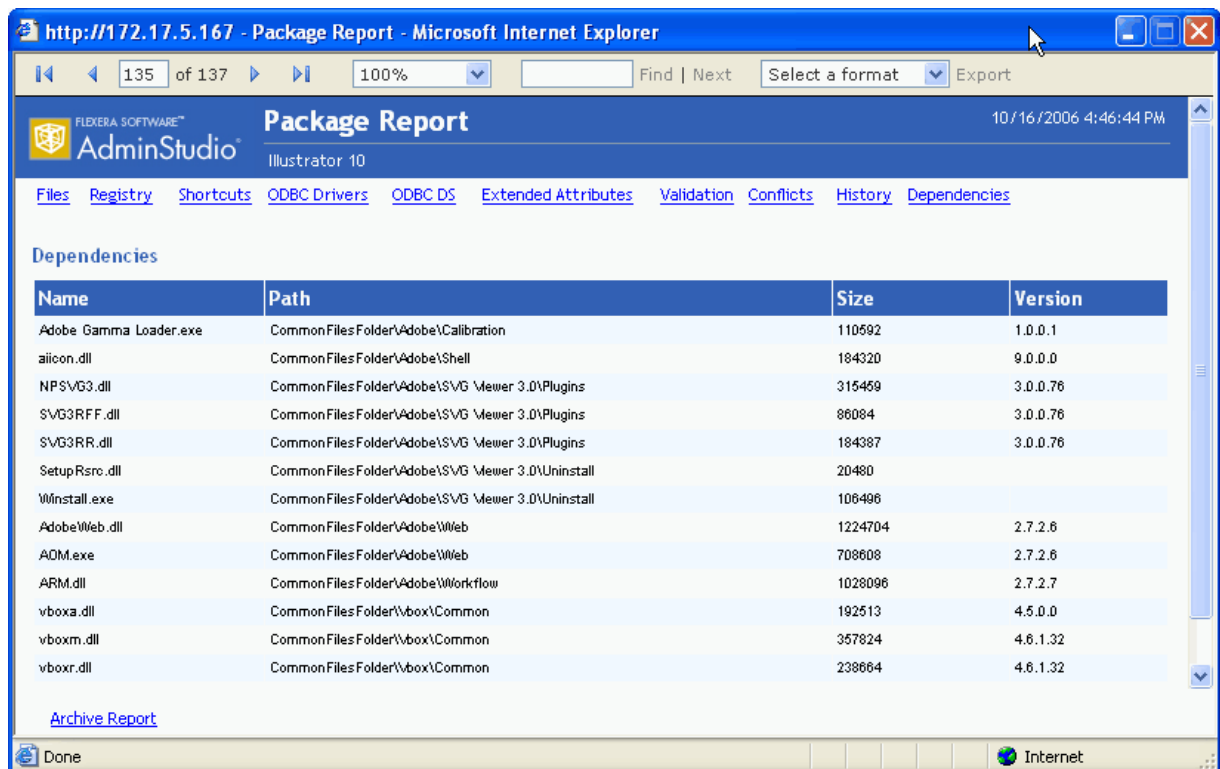 http://172.17.5.167 - Package Report - Microsoft Internet Explorer
135 of 137 100% Find | Next Select a format Export
FLEXERA SOFTWARE™ Package Report 10/16/2006 4:46:44 PM
AdminStudio® Illustrator 10
Files Registry Shortcuts ODBC Drivers ODBC DS Extended Attributes Validation Conflicts History Dependencies
Dependencies
Name Path Size Version
Adobe Gamma Loader.exe CommonFilesFolder\Adobe\Calibration 110592 1.0.0.1
aiicon.dll CommonFilesFolder\Adobe\Shell 184320 9.0.0.0
NPSVG3.dll CommonFilesFolder\Adobe\SVG Viewer 3.0\Plugins 315459 3.0.0.76
SVG3RFF.dll CommonFilesFolder\Adobe\SVG Viewer 3.0\Plugins 86084 3.0.0.76
SVG3RR.dll CommonFilesFolder\Adobe\SVG Viewer 3.0\Plugins 184387 3.0.0.76
SetupRsrc.dll CommonFilesFolder\Adobe\SVG Viewer 3.0\Uninstall 20480
Winstall.exe CommonFilesFolder\Adobe\SVG Viewer 3.0\Uninstall 106496
AdobeWeb.dll CommonFilesFolder\Adobe\Web 1224704 2.7.2.6
AOM.exe CommonFilesFolder\Adobe\Web 708608 2.7.2.6
ARM.dll CommonFilesFolder\Adobe\Workflow 1028096 2.7.2.7
vboxa.dll CommonFilesFolder\Vbox\Common 192513 4.5.0.0
vboxm.dll CommonFilesFolder\Vbox\Common 357824 4.6.1.32
vboxr.dll CommonFilesFolder\Vbox\Common 238664 4.6.1.32
Archive Report
Done Internet